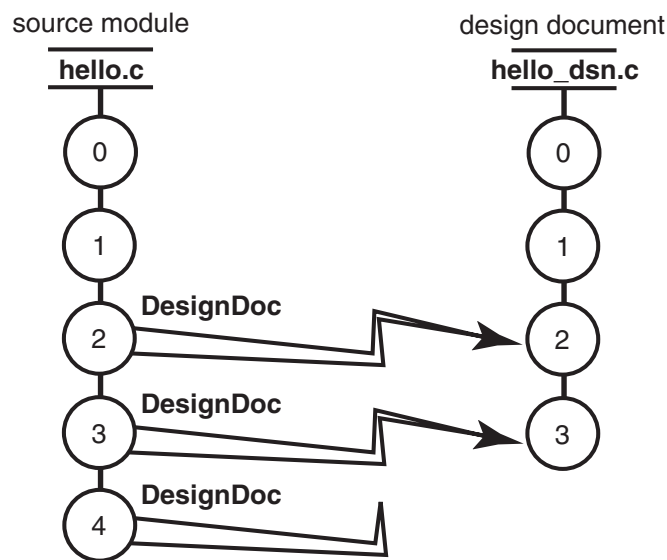 source module
design document
hello.c
hello_dsn.c
0
0
1
1
DesignDoc
2
2
DesignDoc
3
3
DesignDoc
4